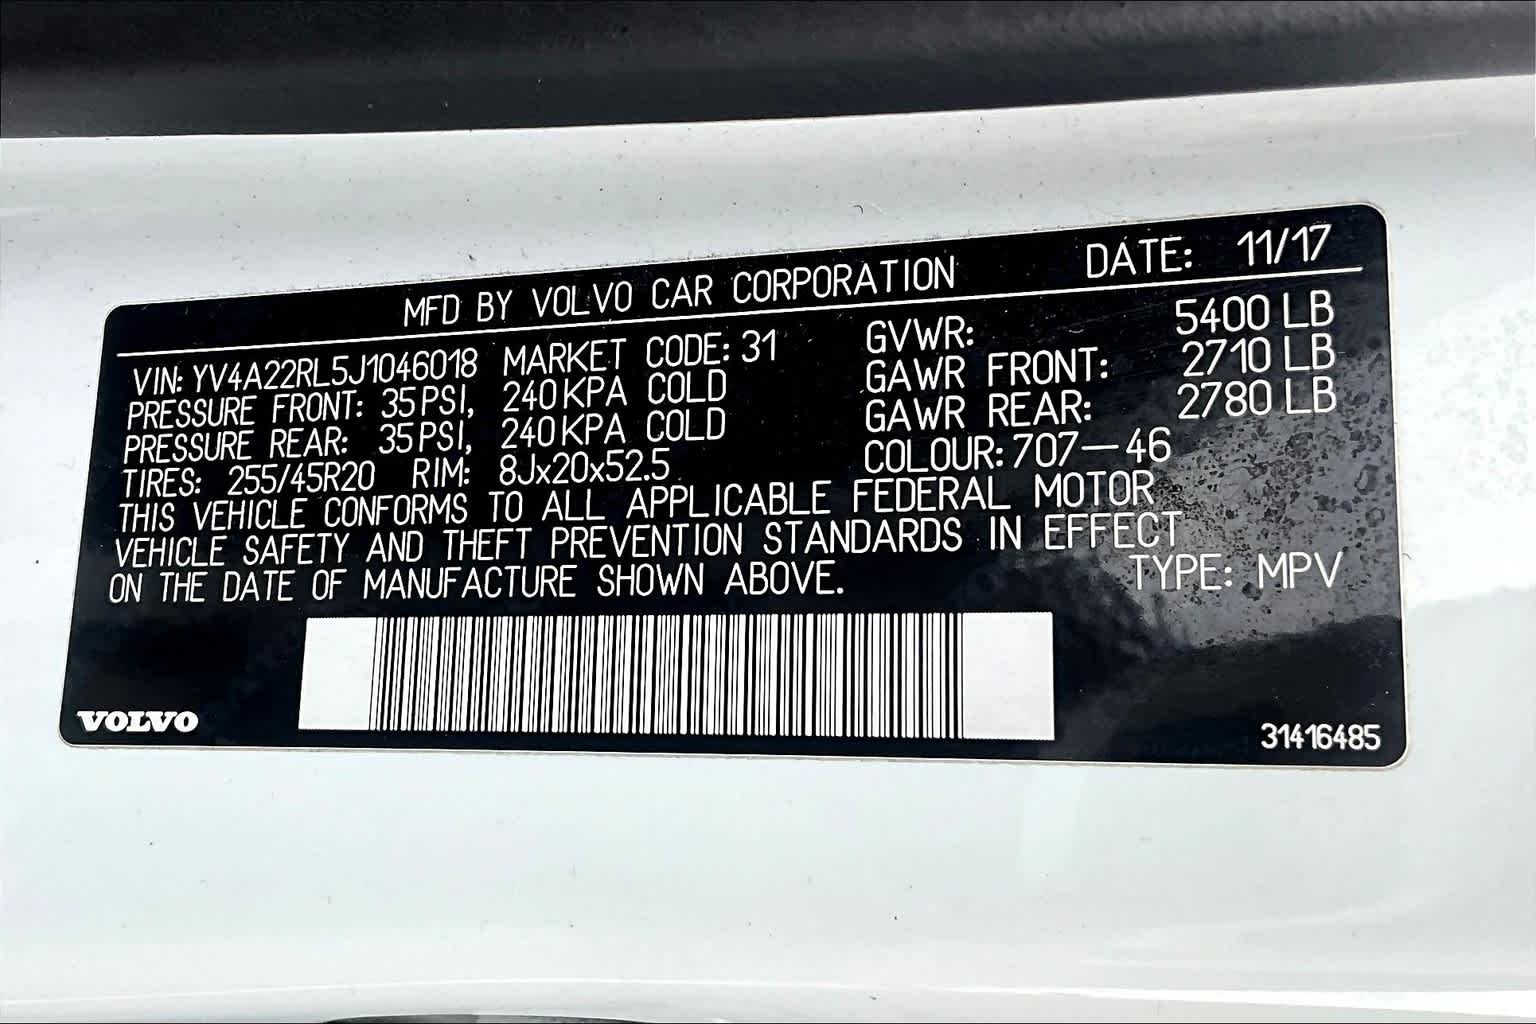 MFD BY VOLVO CAR CORPORATION DATE: 11/17
VIN: YV4A22RL5J1046018 MARKET CODE: 31 GVWR: 5400 LB
PRESSURE FRONT: 35 PSI, 240 KPA COLD GAWR FRONT: 2710 LB
PRESSURE REAR: 35 PSI, 240 KPA COLD GAWR REAR: 2780 LB
TIRES: 255/45R20 RIM: 8Jx20x52.5 COLOUR: 707-46
THIS VEHICLE CONFORMS TO ALL APPLICABLE FEDERAL MOTOR
VEHICLE SAFETY AND THEFT PREVENTION STANDARDS IN EFFECT
ON THE DATE OF MANUFACTURE SHOWN ABOVE. TYPE: MPV
VOLVO 31416485